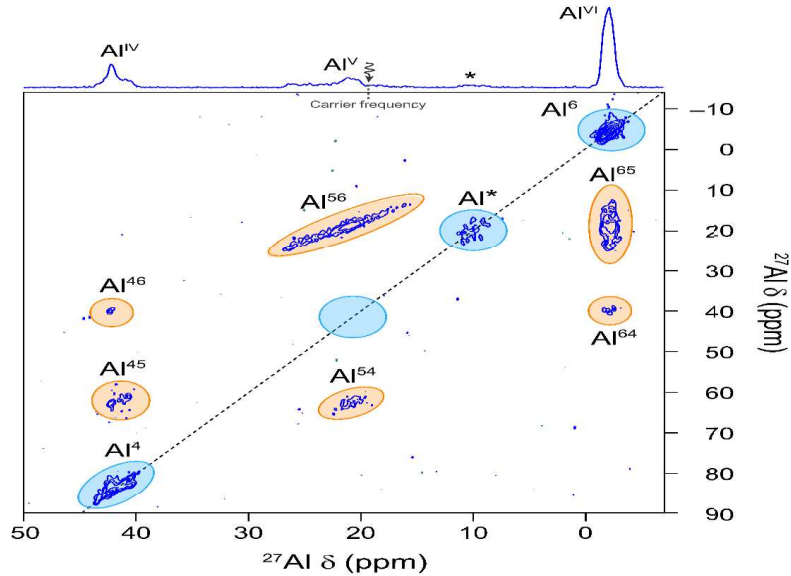 Al^IV
Al^V
*
Al^VI
Carrier frequency
Al^6
Al^56
Al*
Al^65
Al^46
Al^64
Al^45
Al^54
Al^4
−10
0
10
20
30
40
50
60
70
80
90
²⁷Al δ (ppm)
50 40 30 20 10 0
²⁷Al δ (ppm)